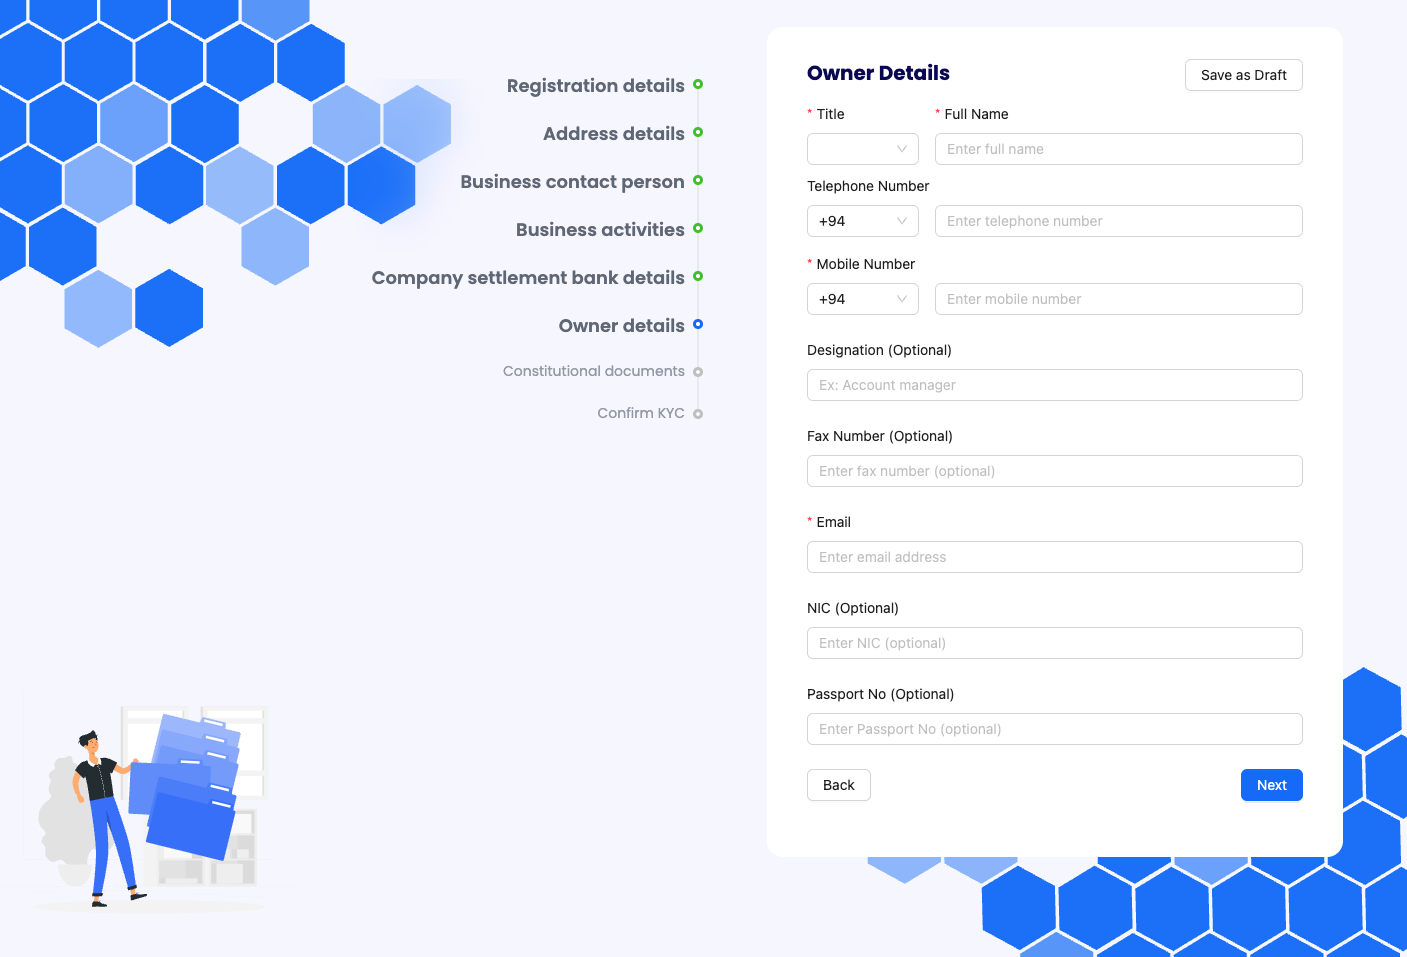 Registration details
Address details
Business contact person
Business activities
Company settlement bank details
Owner details
Constitutional documents
Confirm KYC
Owner Details
Save as Draft
* Title
* Full Name
Enter full name
Telephone Number
+94
Enter telephone number
* Mobile Number
+94
Enter mobile number
Designation (Optional)
Ex: Account manager
Fax Number (Optional)
Enter fax number (optional)
* Email
Enter email address
NIC (Optional)
Enter NIC (optional)
Passport No (Optional)
Enter Passport No (optional)
Back
Next